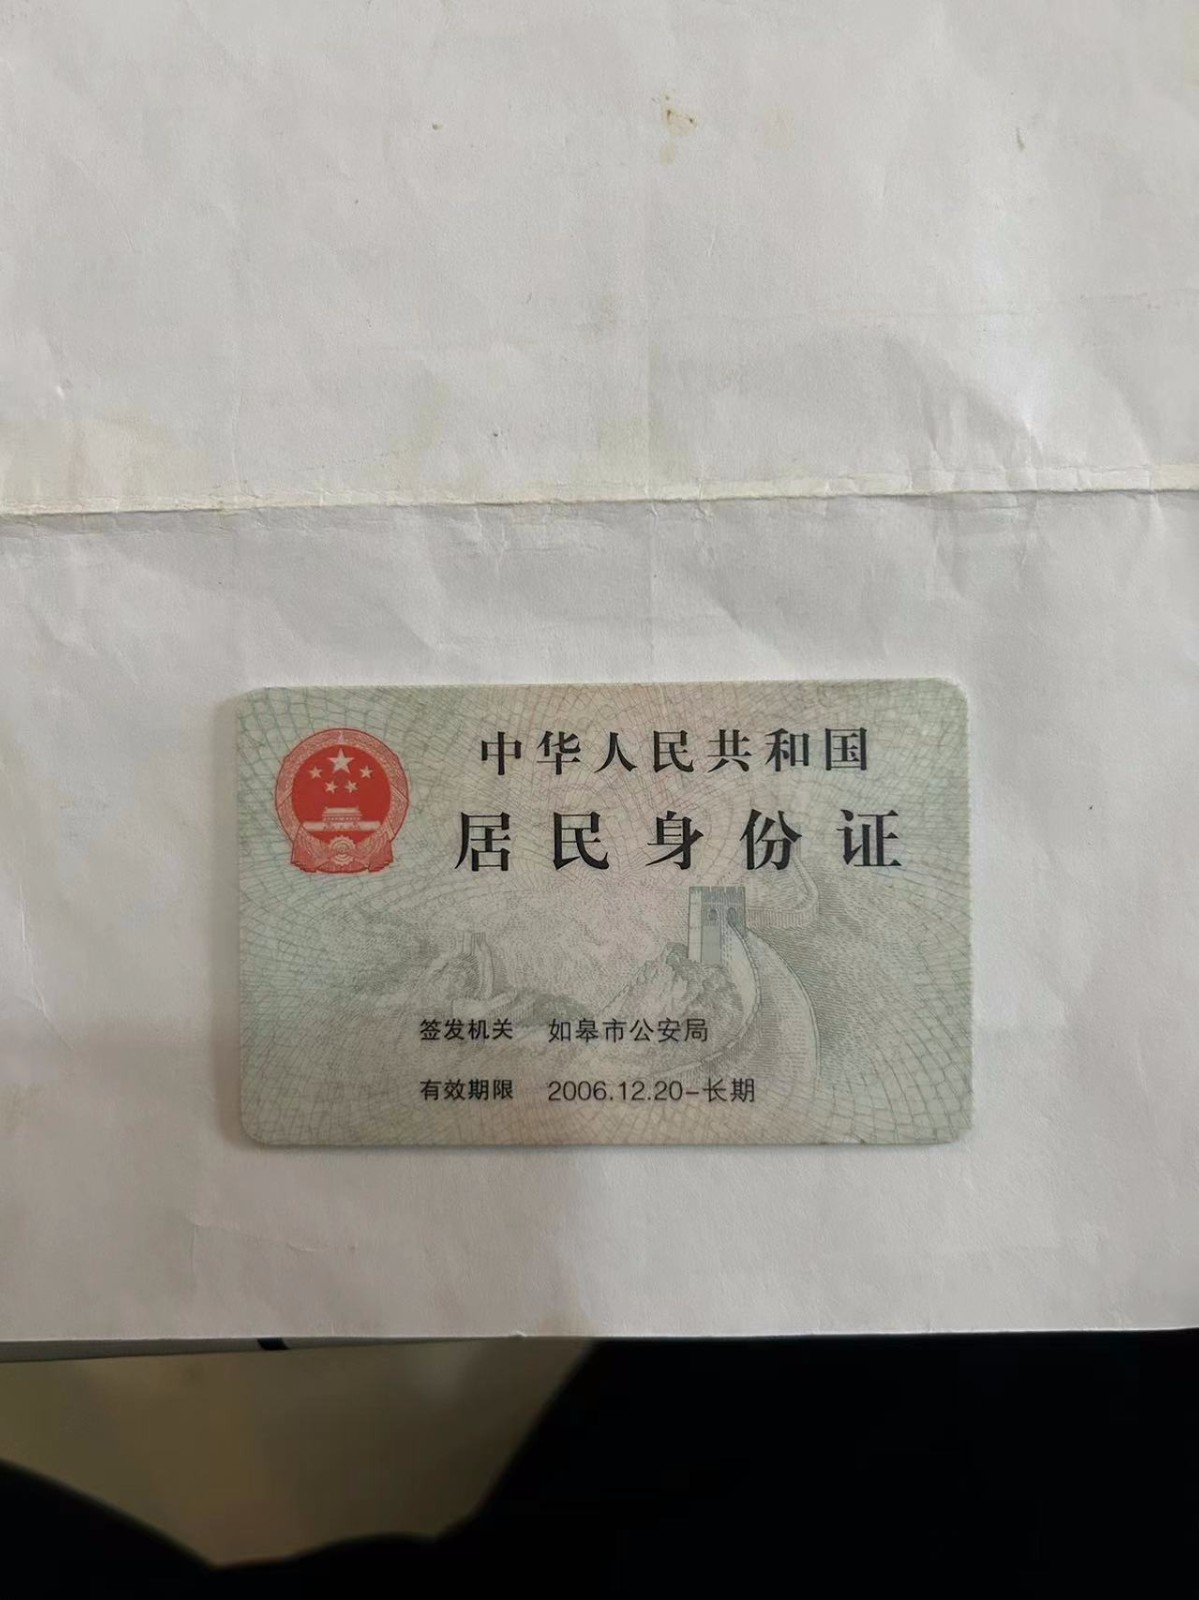 中华人民共和国
居民身份证
签发机关 如皋市公安局
有效期限 2006.12.20-长期